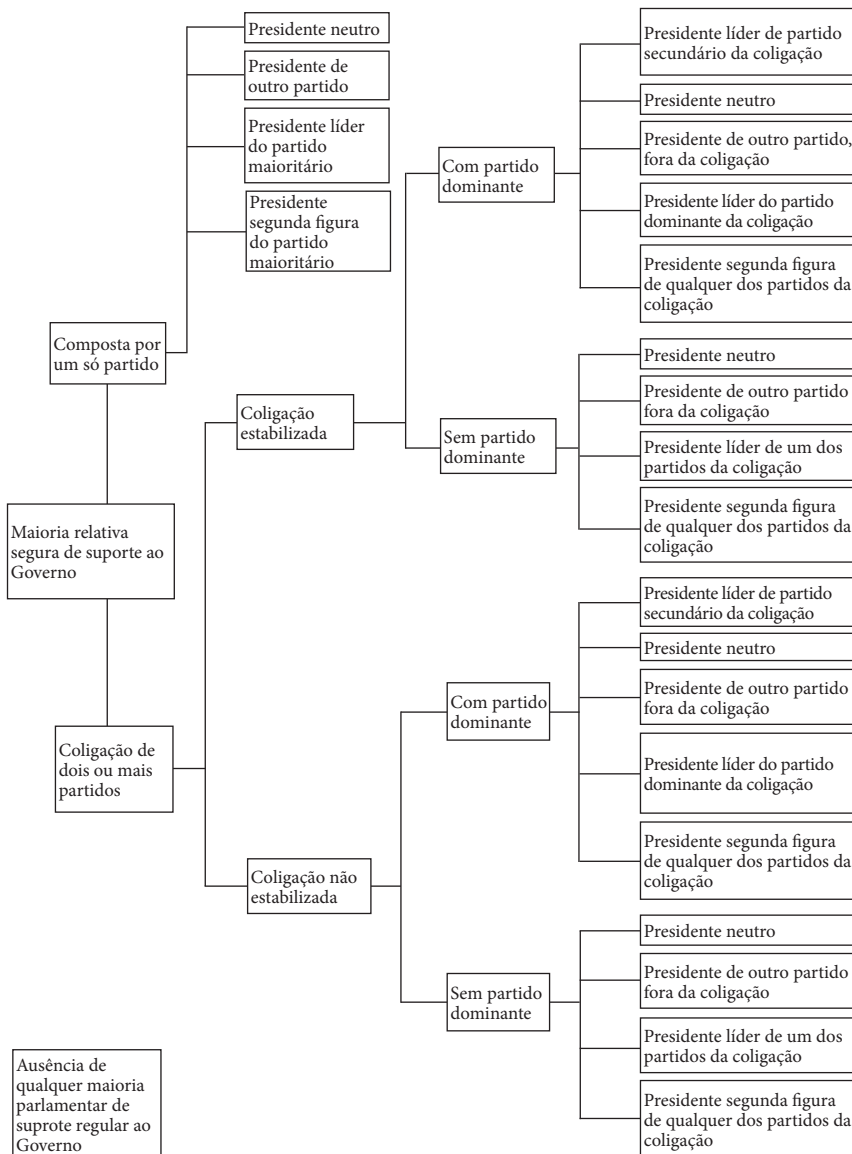 Presidente neutro
Presidente de
outro partido
Presidente líder
do partido
maioritário
Presidente
segunda figura
do partido
maioritário
Composta por
um só partido
Maioria relativa
segura de suporte ao
Governo
Coligação de
dois ou mais
partidos
Coligação
estabilizada
Coligação não
estabilizada
Com partido
dominante
Presidente líder de partido
secundário da coligação
Presidente neutro
Presidente de outro partido,
fora da coligação
Presidente líder do partido
dominante da coligação
Presidente segunda figura
de qualquer dos partidos da
coligação
Sem partido
dominante
Presidente neutro
Presidente de outro partido
fora da coligação
Presidente líder de um dos
partidos da coligação
Presidente segunda figura
de qualquer dos partidos da
coligação
Com partido
dominante
Presidente líder de partido
secundário da coligação
Presidente neutro
Presidente de outro partido
fora da coligação
Presidente líder do partido
dominante da coligação
Presidente segunda figura
de qualquer dos partidos da
coligação
Sem partido
dominante
Presidente neutro
Presidente de outro partido
fora da coligação
Presidente líder de um dos
partidos da coligação
Presidente segunda figura
de qualquer dos partidos da
coligação
Ausência de
qualquer maioria
parlamentar de
suprote regular ao
Governo